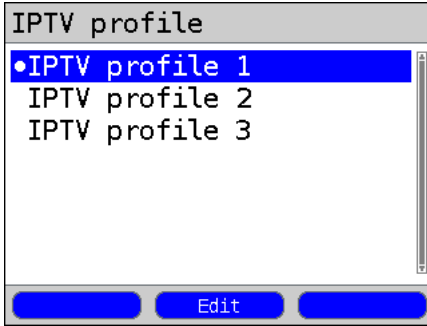 IPTV profile
•IPTV profile 1
IPTV profile 2
IPTV profile 3
Edit